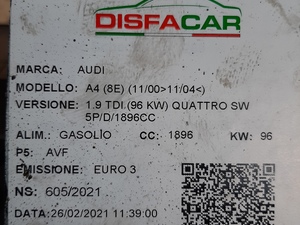 DISFACAR
MARCA: AUDI
MODELLO: A4 (8E) (11/00>11/04<)
VERSIONE: 1.9 TDI (96 KW) QUATTRO SW
5P/D/1896CC
ALIM.: GASOLIO CC: 1896 KW: 96
P5: AVF
EMISSIONE: EURO 3
NS: 605/2021
DATA: 26/02/2021 11:39:00